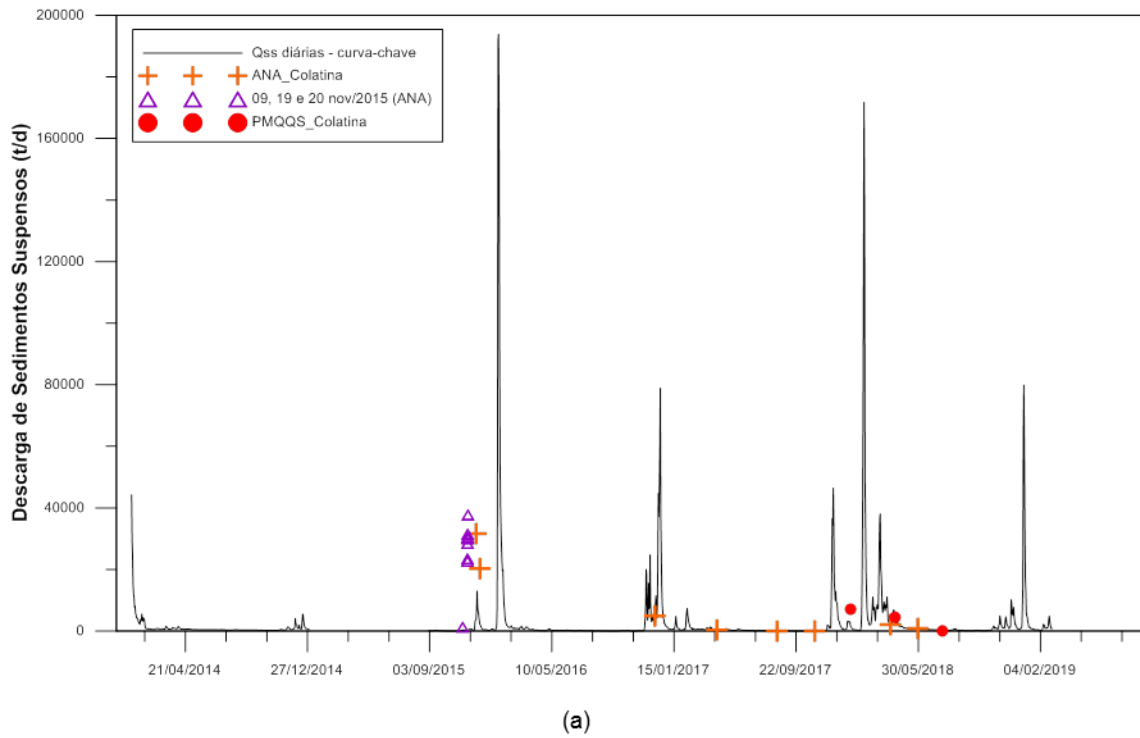 200000
160000
120000
80000
40000
0
Descarga de Sedimentos Suspensos (t/d)
Qss diárias - curva-chave
ANA_Colatina
09, 19 e 20 nov/2015 (ANA)
PMQQS_Colatina
21/04/2014 27/12/2014 03/09/2015 10/05/2016 15/01/2017 22/09/2017 30/05/2018 04/02/2019
(a)